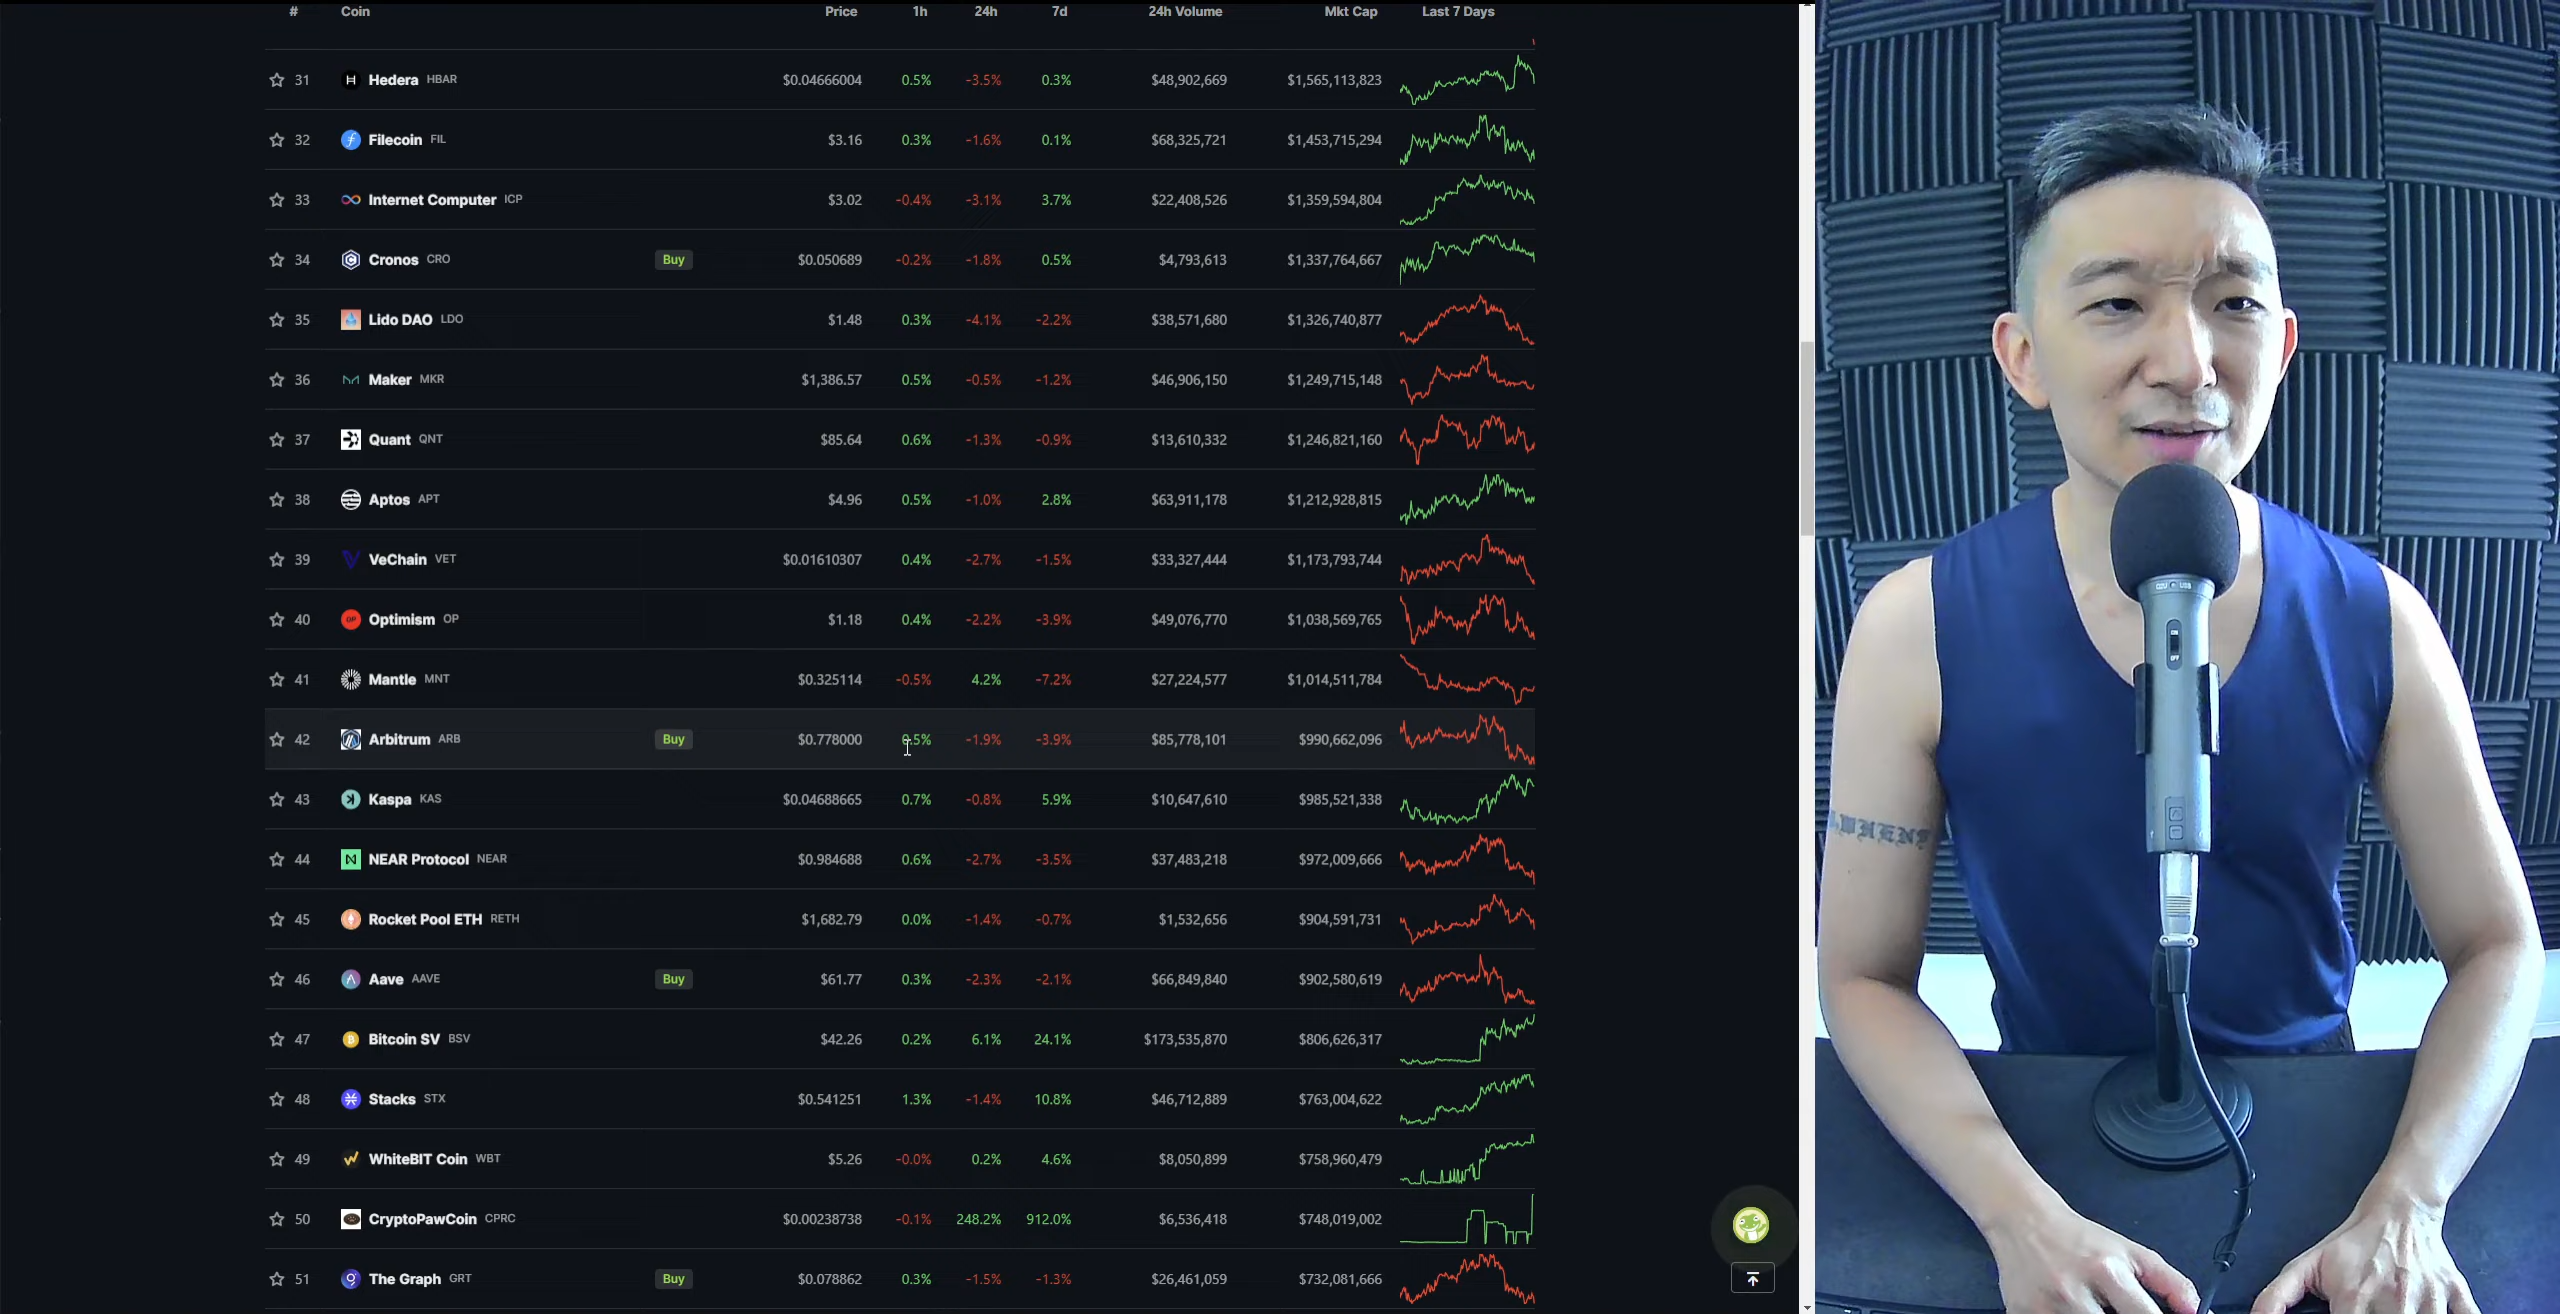 # Coin Price 1h 24h 7d 24h Volume Mkt Cap Last 7 Days
31 Hedera HBAR $0.04666004 0.5% -3.5% 0.3% $48,902,669 $1,565,113,823
32 Filecoin FIL $3.16 0.3% -1.6% 0.1% $68,325,721 $1,453,715,294
33 Internet Computer ICP $3.02 -0.4% -3.1% 3.7% $22,408,526 $1,359,594,804
34 Cronos CRO Buy $0.050689 -0.2% -1.8% 0.5% $4,793,613 $1,337,764,667
35 Lido DAO LDO $1.48 0.3% -4.1% -2.2% $38,571,680 $1,326,740,877
36 Maker MKR $1,386.57 0.5% -0.5% -1.2% $46,906,150 $1,249,715,148
37 Quant QNT $85.64 0.6% -1.3% -0.9% $13,610,332 $1,246,821,160
38 Aptos APT $4.96 0.5% -1.0% 2.8% $63,911,178 $1,212,928,815
39 VeChain VET $0.01610307 0.4% -2.7% -1.5% $33,327,444 $1,173,793,744
40 Optimism OP $1.18 0.4% -2.2% -3.9% $49,076,770 $1,038,569,765
41 Mantle MNT $0.325114 -0.5% 4.2% -7.2% $27,224,577 $1,014,511,784
42 Arbitrum ARB Buy $0.778000 0.5% -1.9% -3.9% $85,778,101 $990,662,096
43 Kaspa KAS $0.04688665 0.7% -0.8% 5.9% $10,647,610 $985,521,338
44 NEAR Protocol NEAR $0.984688 0.6% -2.7% -3.5% $37,483,218 $972,009,666
45 Rocket Pool ETH RETH $1,682.79 0.0% -1.4% -0.7% $1,532,656 $904,591,731
46 Aave AAVE Buy $61.77 0.3% -2.3% -2.1% $66,849,840 $902,580,619
47 Bitcoin SV BSV $42.26 0.2% 6.1% 24.1% $173,535,870 $806,626,317
48 Stacks STX $0.541251 1.3% -1.4% 10.8% $46,712,889 $763,004,622
49 WhiteBIT Coin WBT $5.26 -0.0% 0.2% 4.6% $8,050,899 $758,960,479
50 CryptoPawCoin CPRC $0.00238738 -0.1% 248.2% 912.0% $6,536,418 $748,019,002
51 The Graph GRT Buy $0.078862 0.3% -1.5% -1.3% $26,461,059 $732,081,666
ON
OFF